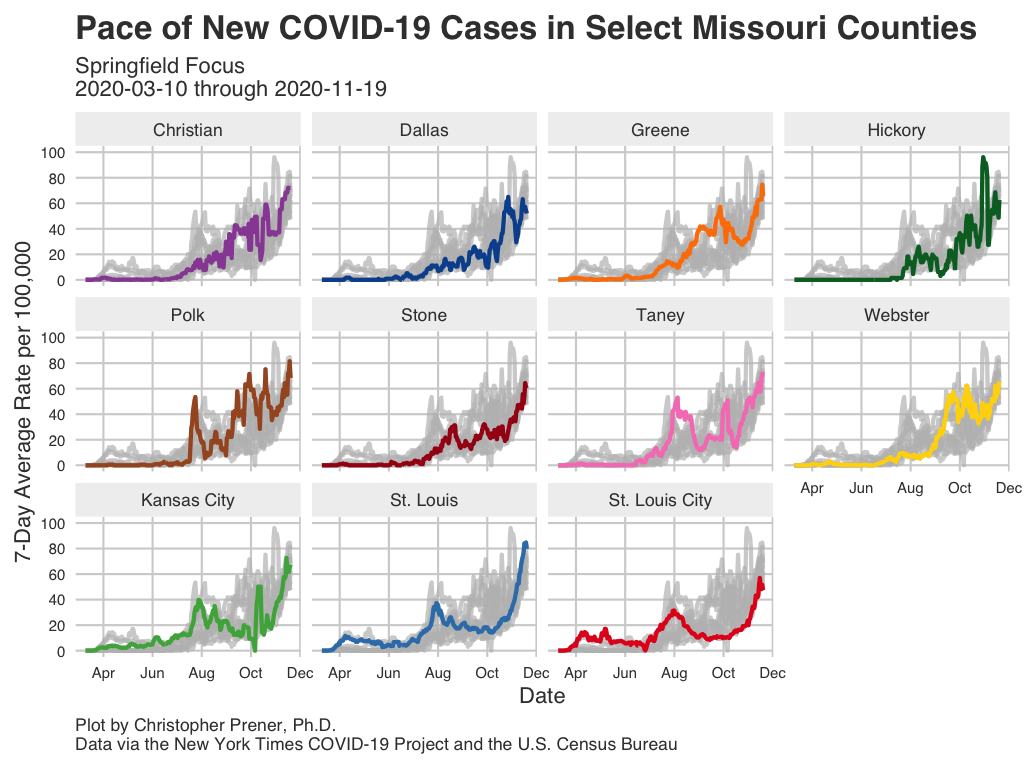 Pace of New COVID-19 Cases in Select Missouri Counties
Springfield Focus
2020-03-10 through 2020-11-19
Christian Dallas Greene Hickory
100
80
60
40
20
0
Polk Stone Taney Webster
100
80
60
40
20
0
Apr Jun Aug Oct Dec
Kansas City St. Louis St. Louis City
100
80
60
40
20
0
Apr Jun Aug Oct Dec Apr Jun Aug Oct Dec Apr Jun Aug Oct Dec
7-Day Average Rate per 100,000
Date
Plot by Christopher Prener, Ph.D.
Data via the New York Times COVID-19 Project and the U.S. Census Bureau